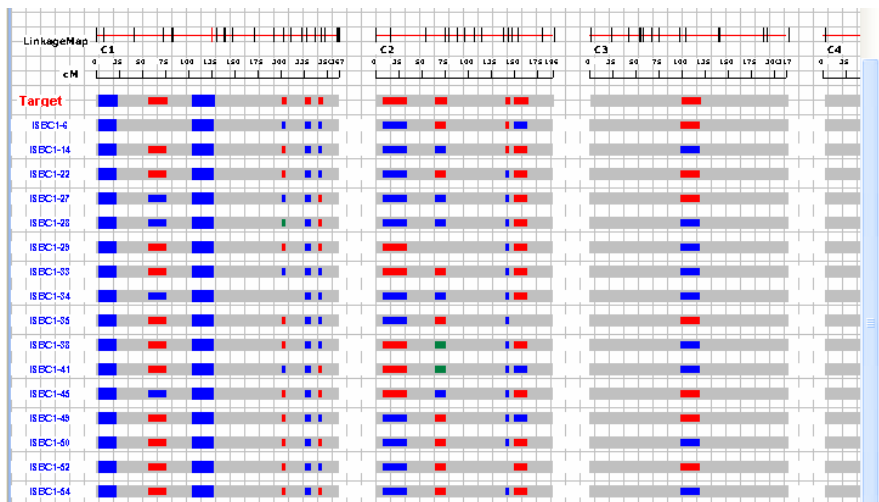 LinkageMap
C1 C2 C3 C4
cM 0 25 50 75 100 125 150 175 200 225 250 267 0 25 50 75 100 125 150 175 196 0 25 50 75 100 125 150 175 217 0 25
Target
ISBC1-6
ISBC1-14
ISBC1-22
ISBC1-27
ISBC1-28
ISBC1-29
ISBC1-33
ISBC1-34
ISBC1-35
ISBC1-38
ISBC1-41
ISBC1-45
ISBC1-49
ISBC1-50
ISBC1-52
ISBC1-54